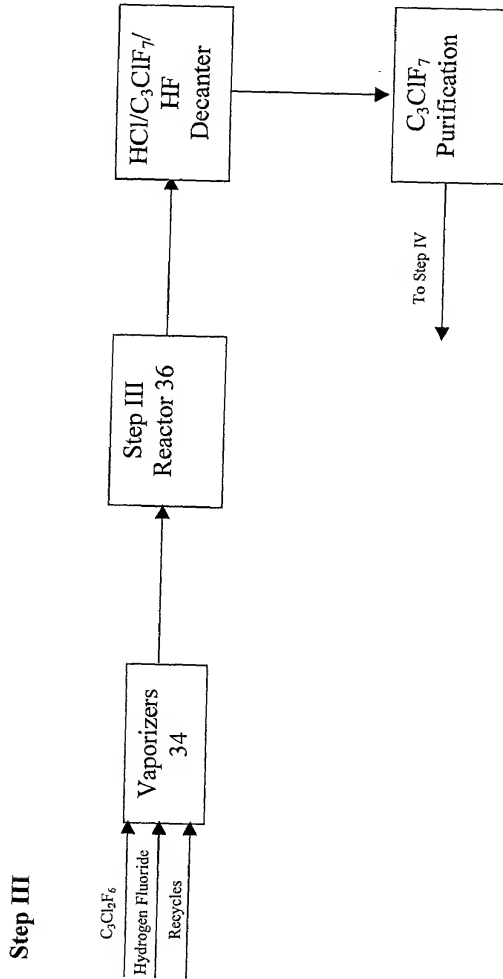 Step III
C₃Cl₂F₆
Hydrogen Fluoride
Recycles
Vaporizers
34
Step III
Reactor 36
HCl/C₃ClF₇/
HF
Decanter
C₃ClF₇
Purification
To Step IV